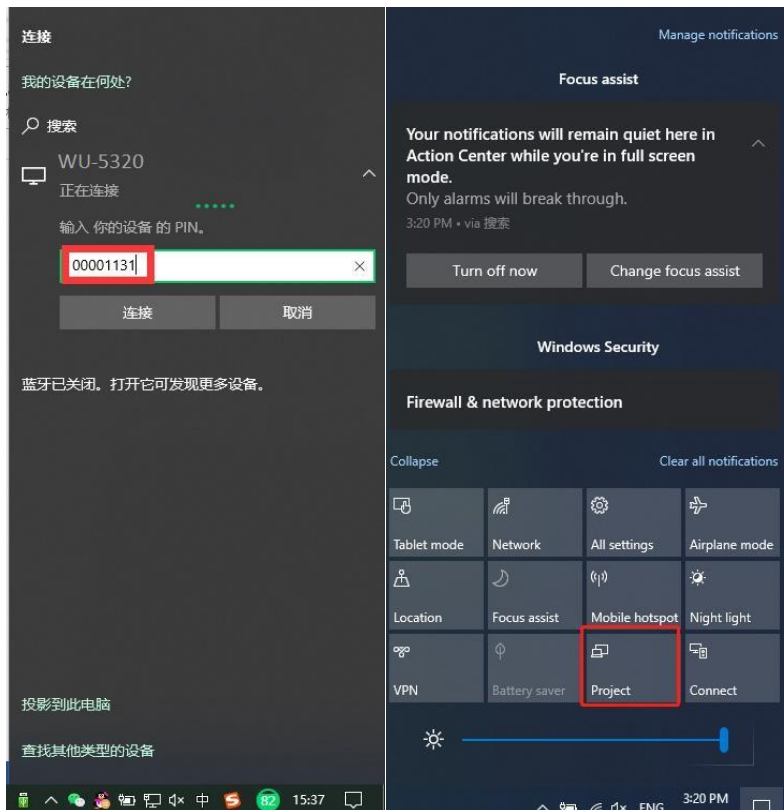 连接
我的设备在何处?
搜索
WU-5320
正在连接
输入 你的设备 的 PIN。
00001131
连接 取消
蓝牙已关闭。打开它可发现更多设备。
投影到此电脑
查找其他类型的设备
中 82 15:37
Manage notifications
Focus assist
Your notifications will remain quiet here in
Action Center while you're in full screen
mode.
Only alarms will break through.
3:20 PM • via 搜索
Turn off now Change focus assist
Windows Security
Firewall & network protection
Collapse Clear all notifications
Tablet mode Network All settings Airplane mode
Location Focus assist Mobile hotspot Night light
VPN Battery saver Project Connect
ENG 3:20 PM